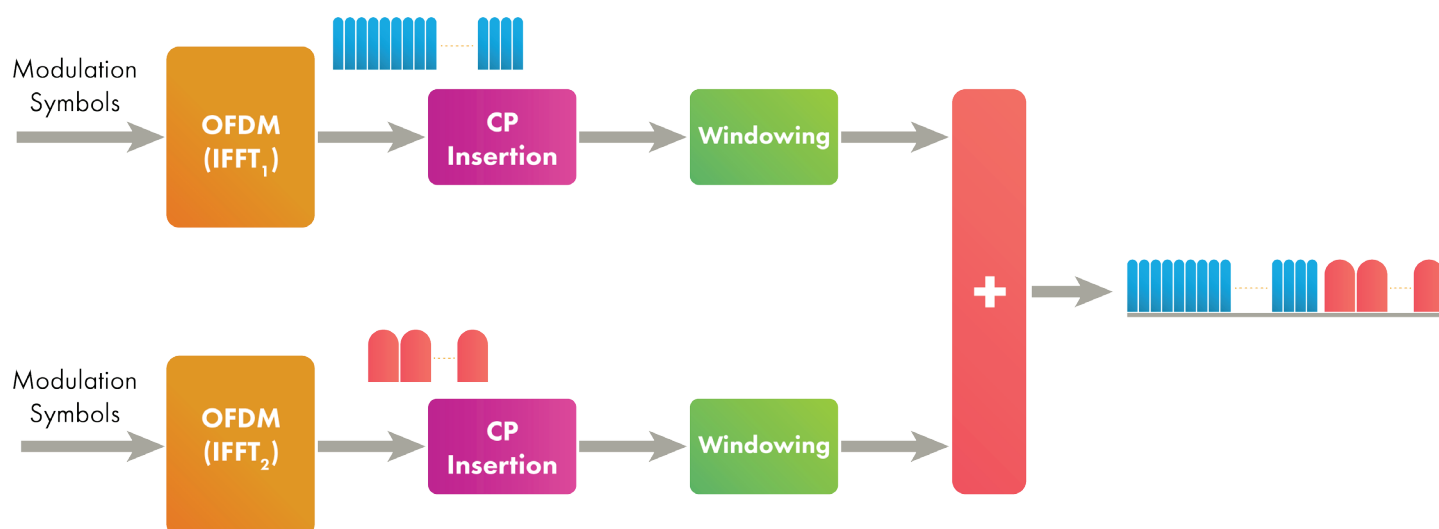 Modulation
Symbols
OFDM
(IFFT₁)
CP
Insertion
Windowing
+
Modulation
Symbols
OFDM
(IFFT₂)
CP
Insertion
Windowing